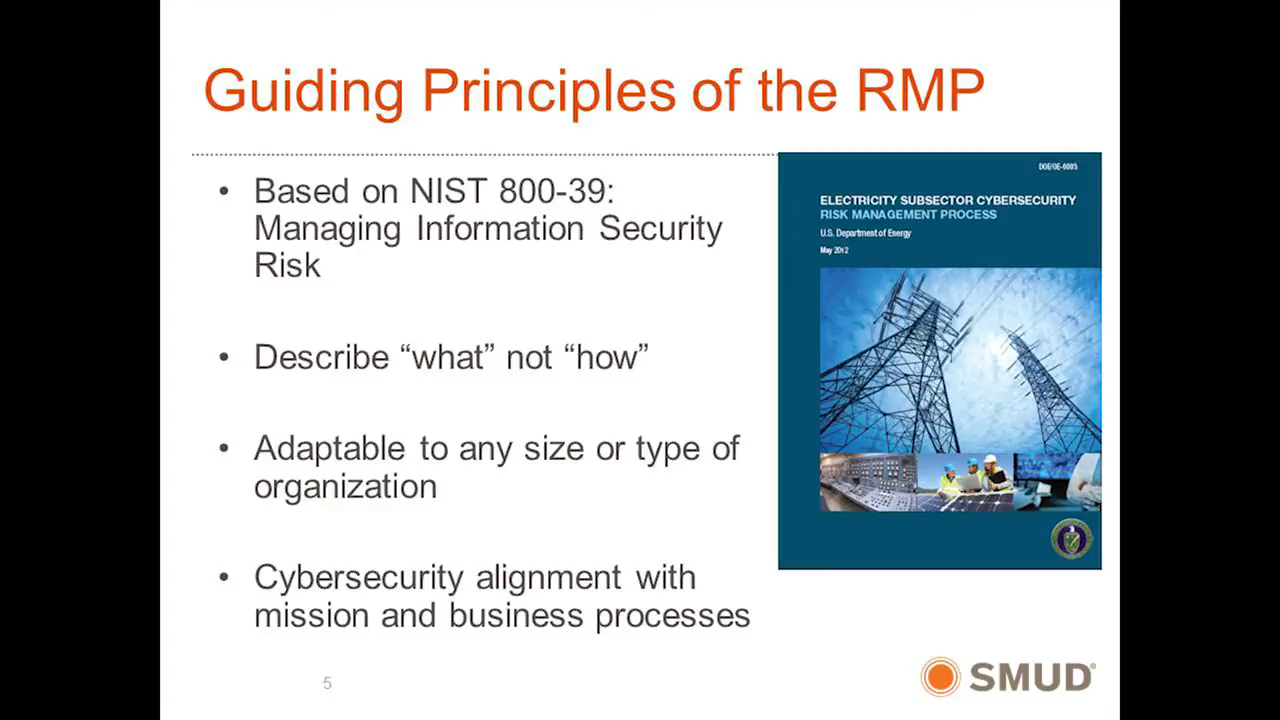 Guiding Principles of the RMP
• Based on NIST 800-39:
Managing Information Security
Risk
• Describe “what” not “how”
• Adaptable to any size or type of
organization
• Cybersecurity alignment with
mission and business processes
DOE/OE-0003
ELECTRICITY SUBSECTOR CYBERSECURITY
RISK MANAGEMENT PROCESS
U.S. Department of Energy
May 2012
5
SMUD®